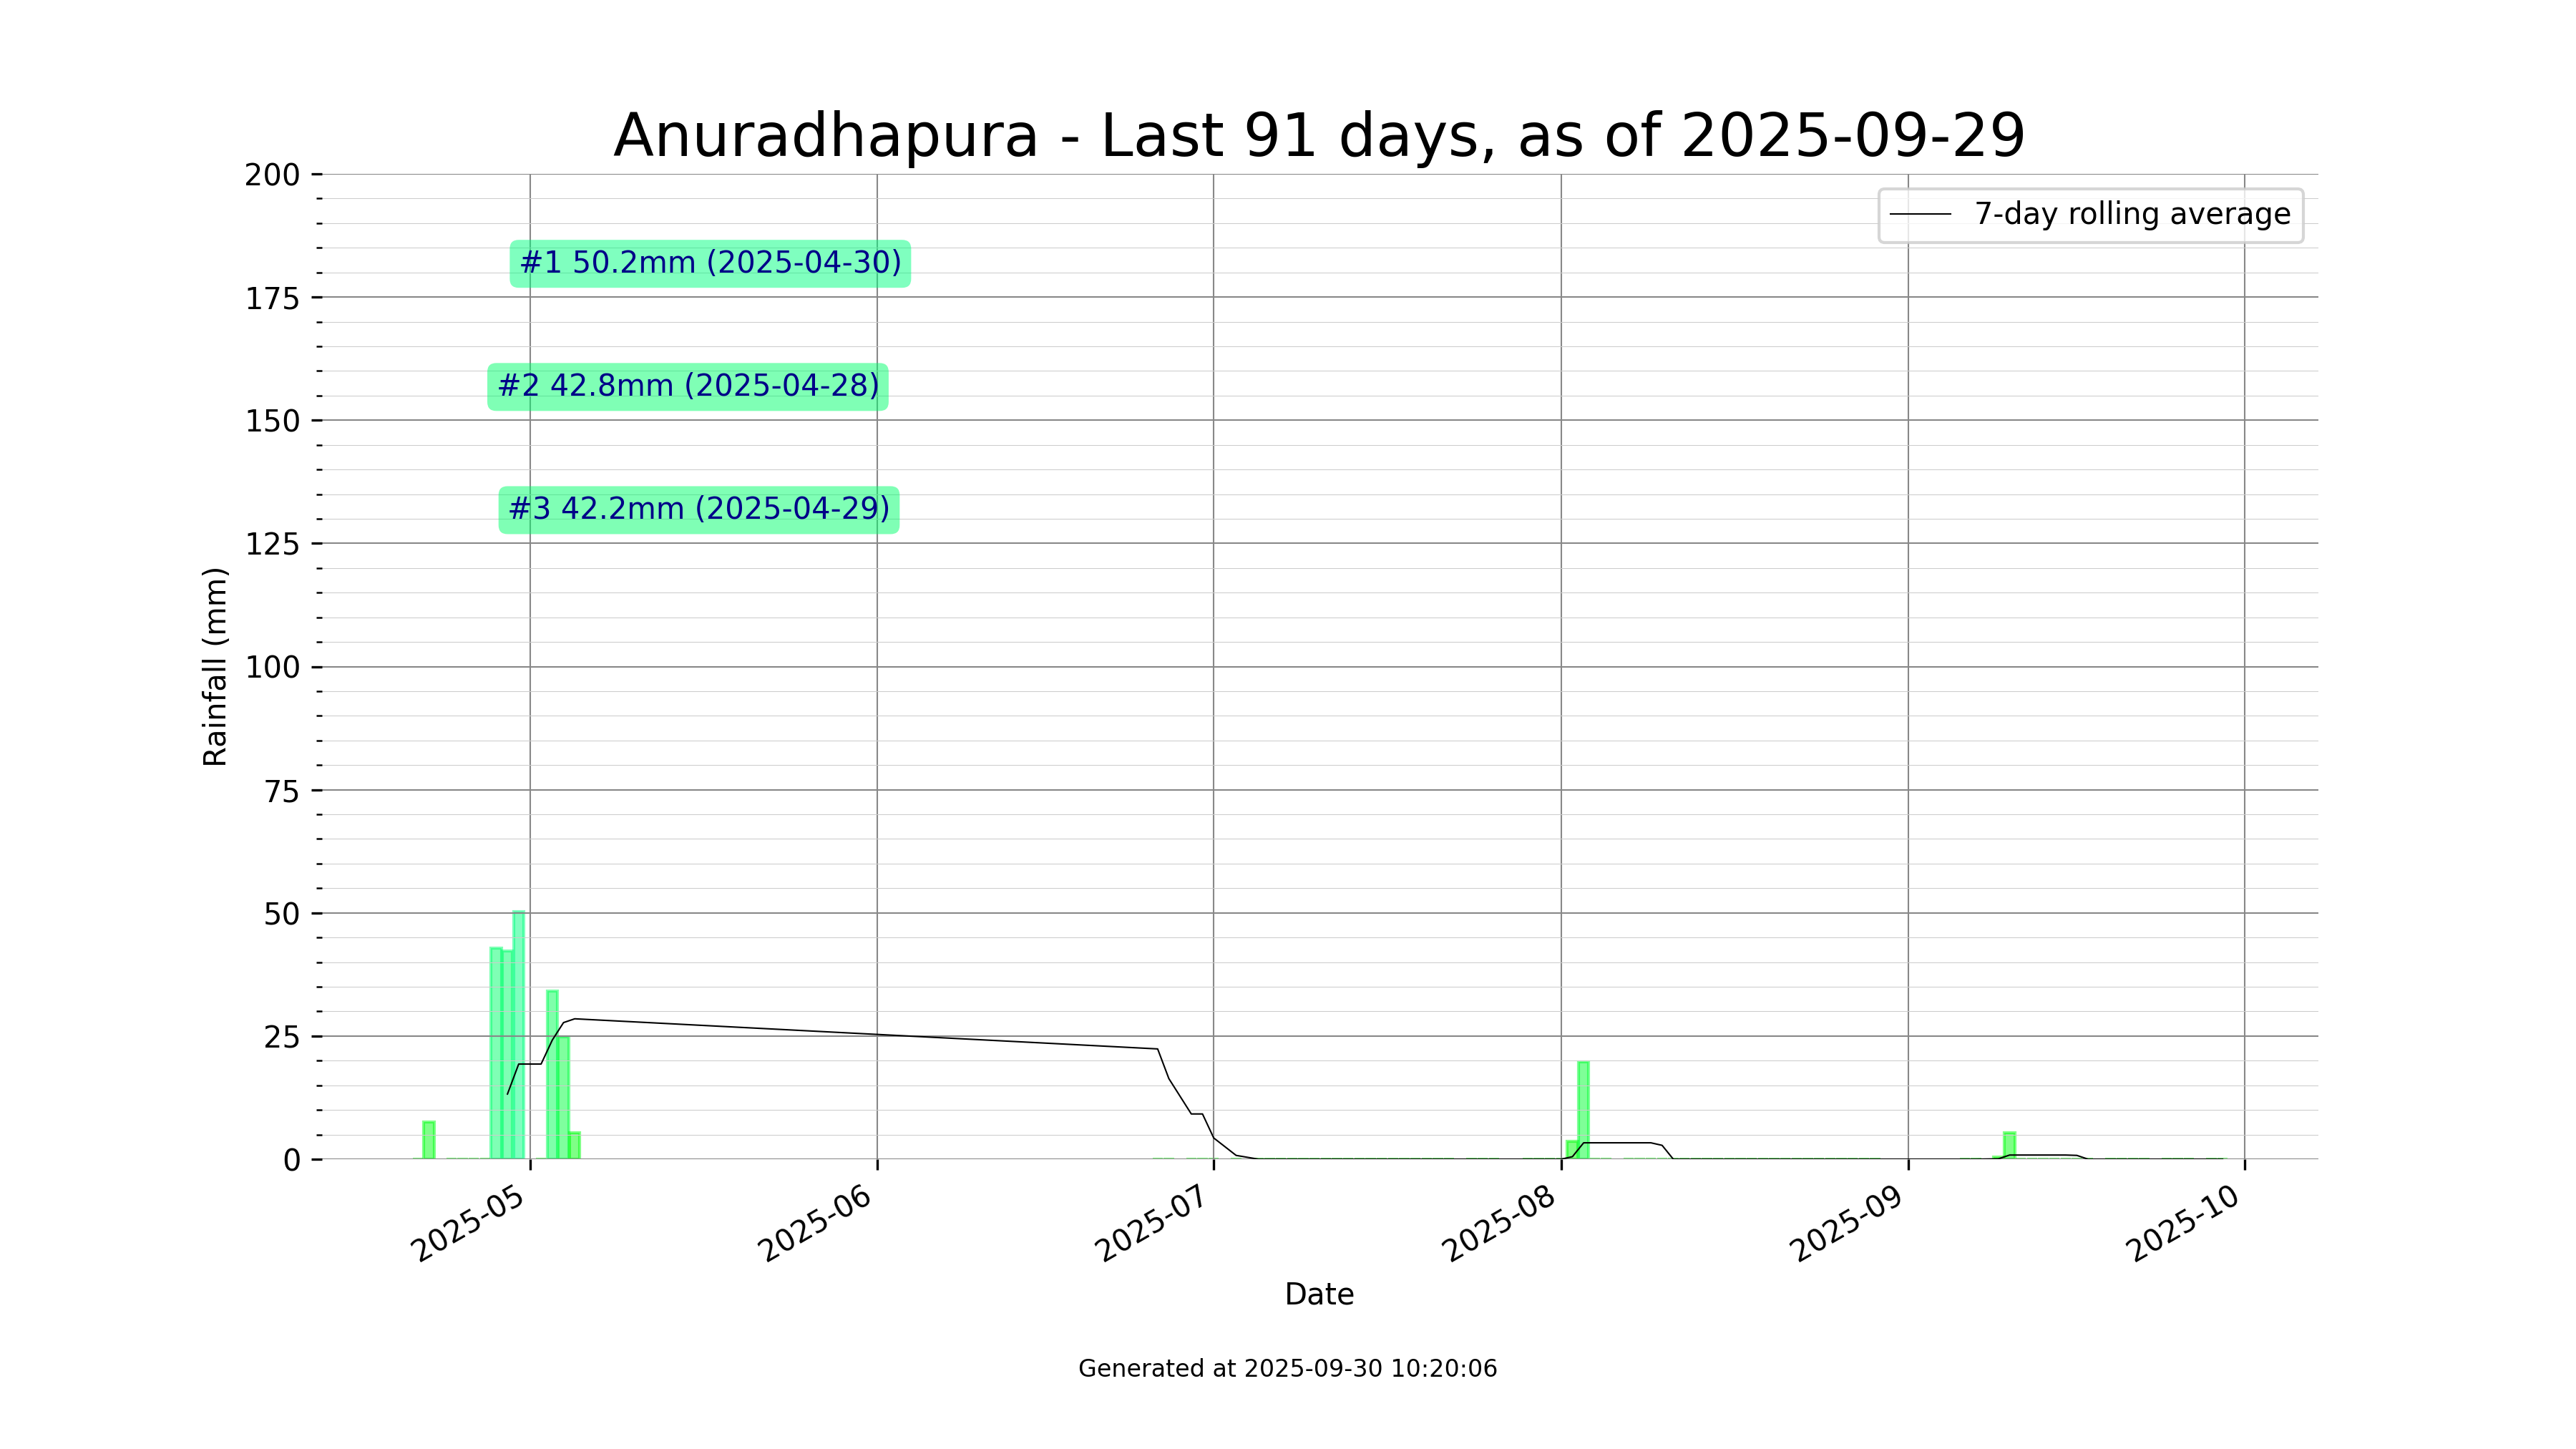 Anuradhapura - Last 91 days, as of 2025-09-29
7-day rolling average
#1 50.2mm (2025-04-30)
#2 42.8mm (2025-04-28)
#3 42.2mm (2025-04-29)
Rainfall (mm)
200
175
150
125
100
75
50
25
0
2025-05
2025-06
2025-07
2025-08
2025-09
2025-10
Date
Generated at 2025-09-30 10:20:06